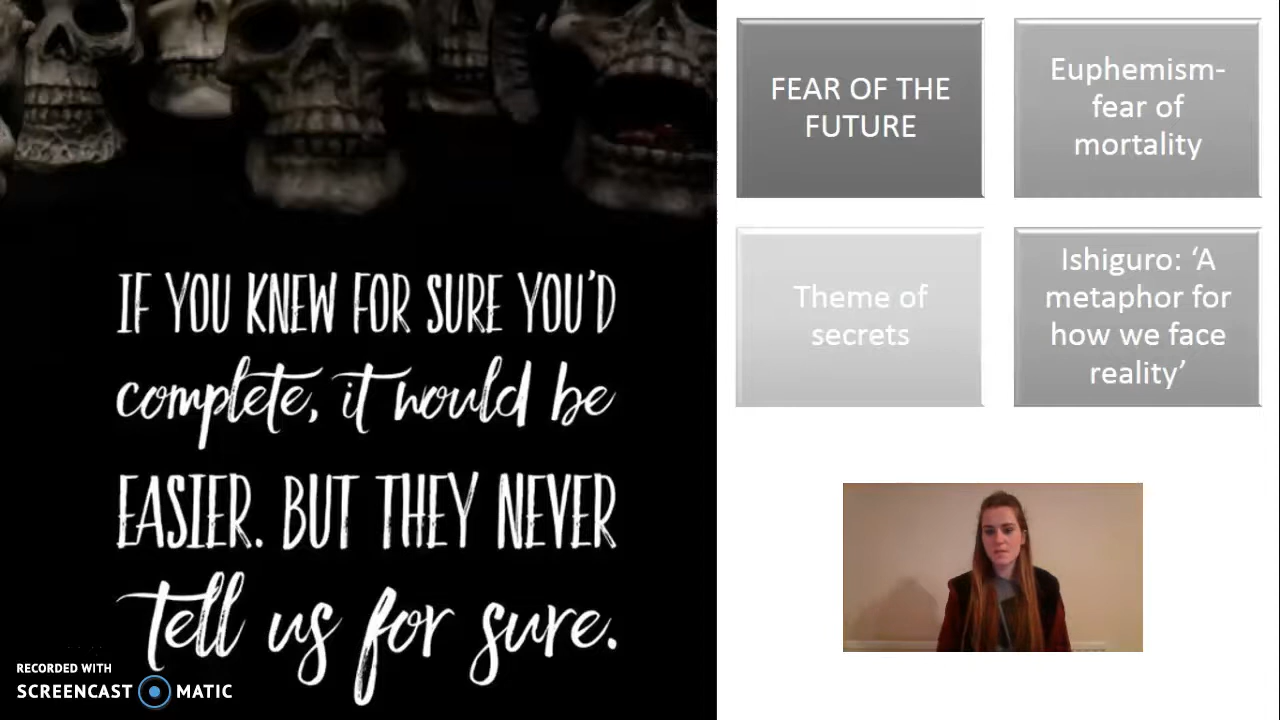 IF YOU KNEW FOR SURE YOU'D
complete, it would be
EASIER. BUT THEY NEVER
tell us for sure.
RECORDED WITH
SCREENCAST MATIC
FEAR OF THE
FUTURE
Euphemism-
fear of
mortality
Theme of
secrets
Ishiguro: ‘A
metaphor for
how we face
reality’